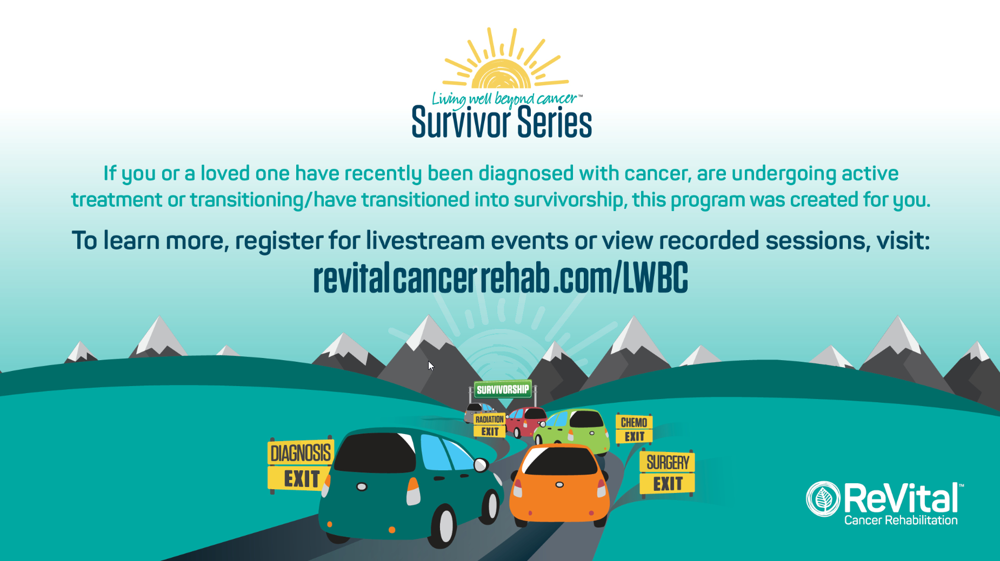 Living well beyond cancer™
Survivor Series
If you or a loved one have recently been diagnosed with cancer, are undergoing active
treatment or transitioning/have transitioned into survivorship, this program was created for you.
To learn more, register for livestream events or view recorded sessions, visit:
revitalcancerrehab.com/LWBC
SURVIVORSHIP
RADIATION
EXIT
CHEMO
EXIT
DIAGNOSIS
EXIT
SURGERY
EXIT
ReVital™
Cancer Rehabilitation